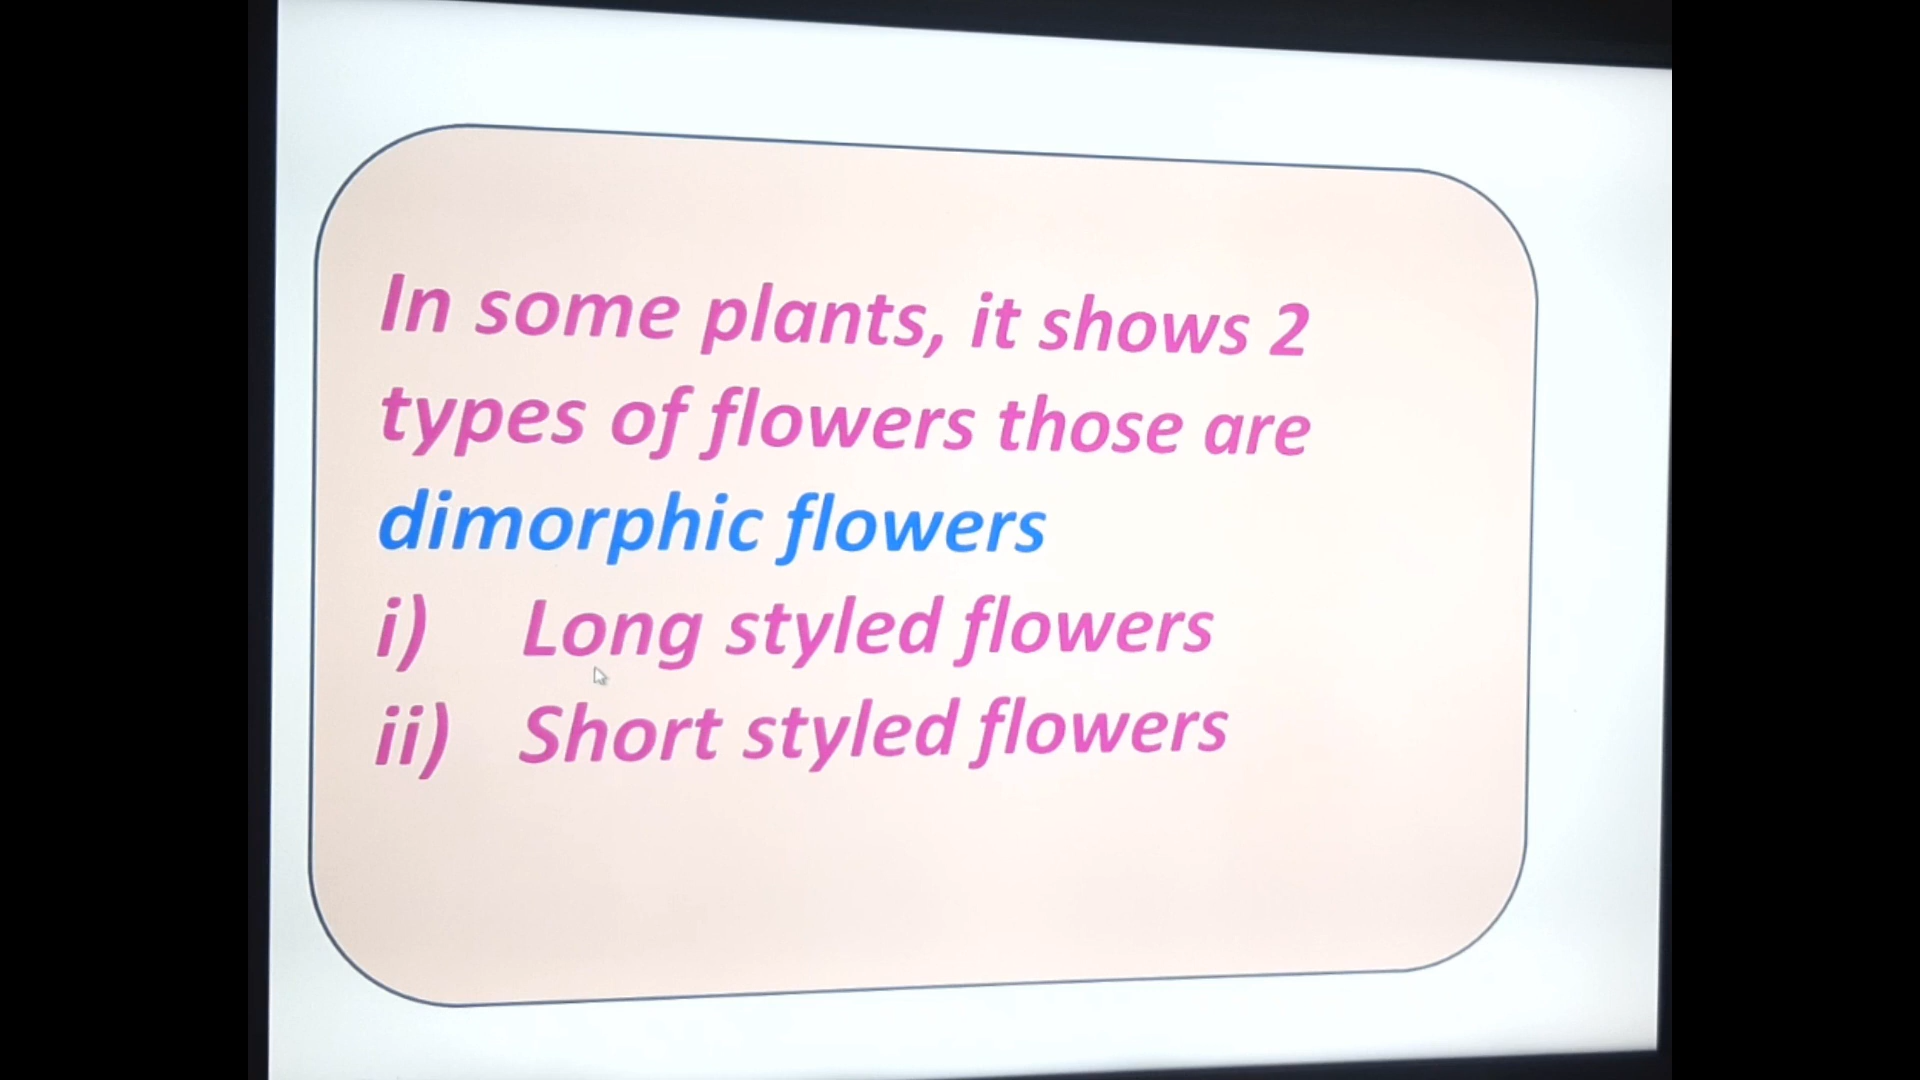 In some plants, it shows 2
types of flowers those are
dimorphic flowers
i) Long styled flowers
ii) Short styled flowers